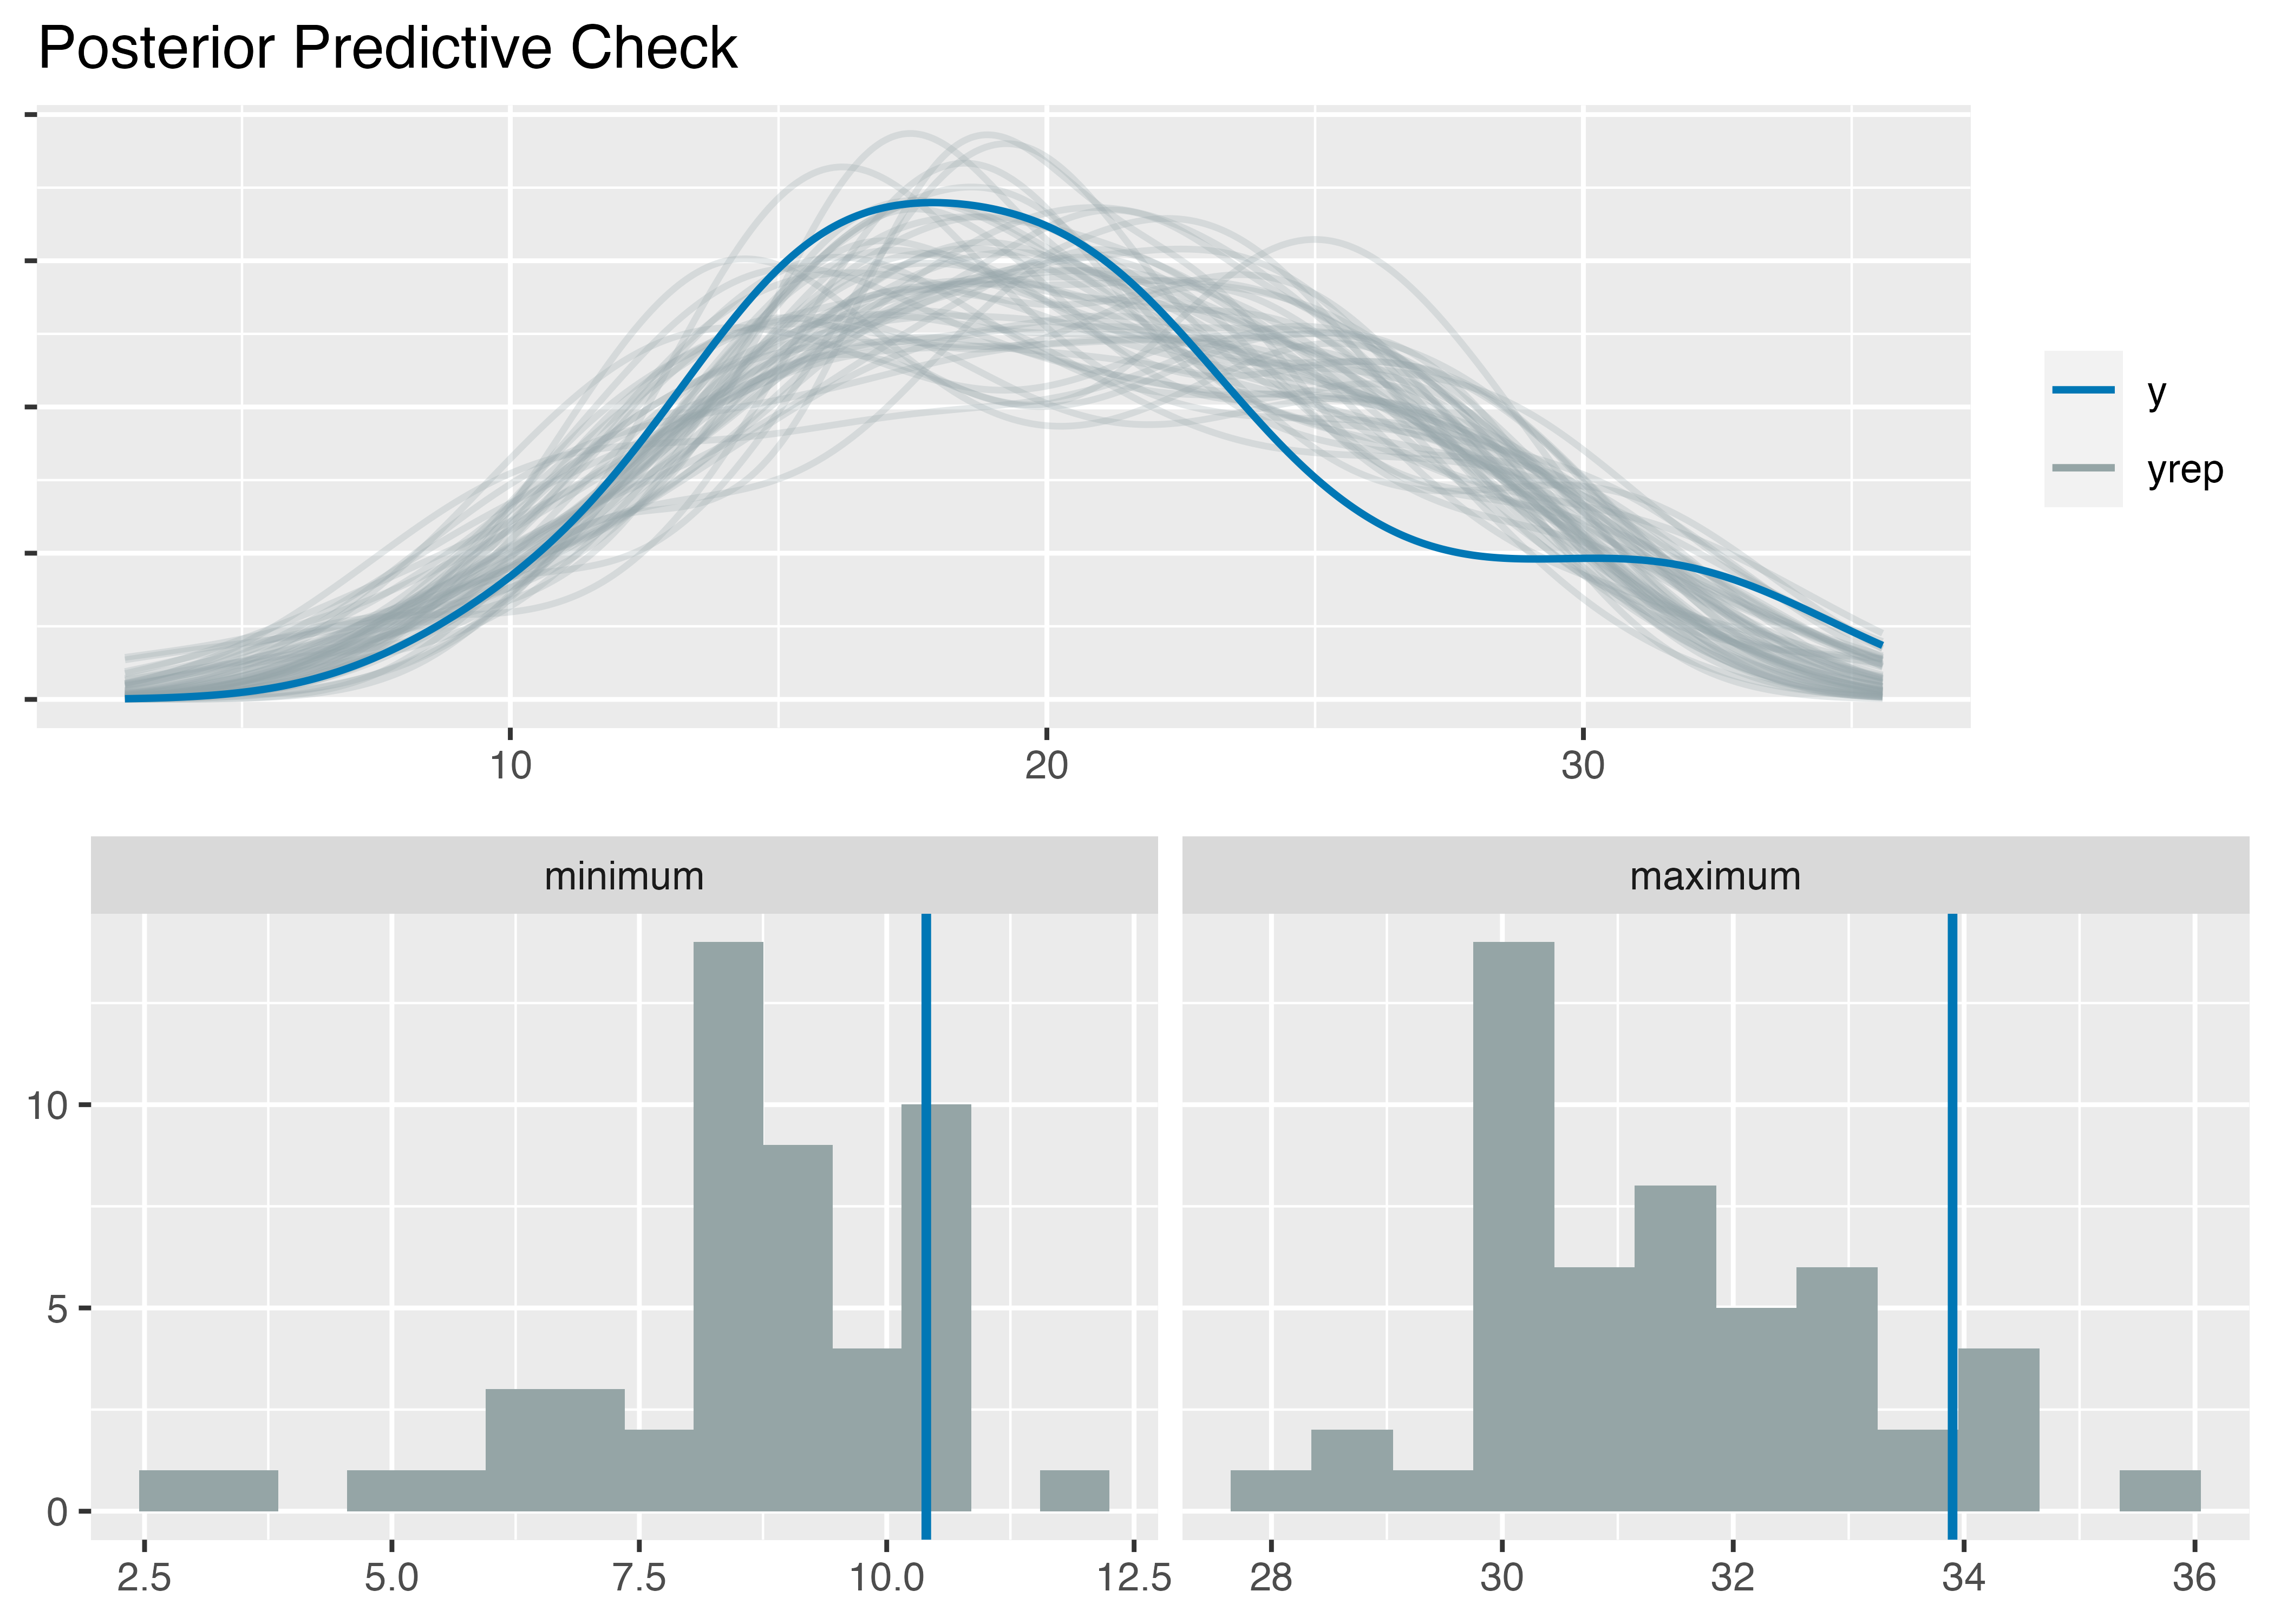 Posterior Predictive Check
y
yrep
10 20 30
minimum maximum
10
5
0
2.5 5.0 7.5 10.0 12.5 28 30 32 34 36